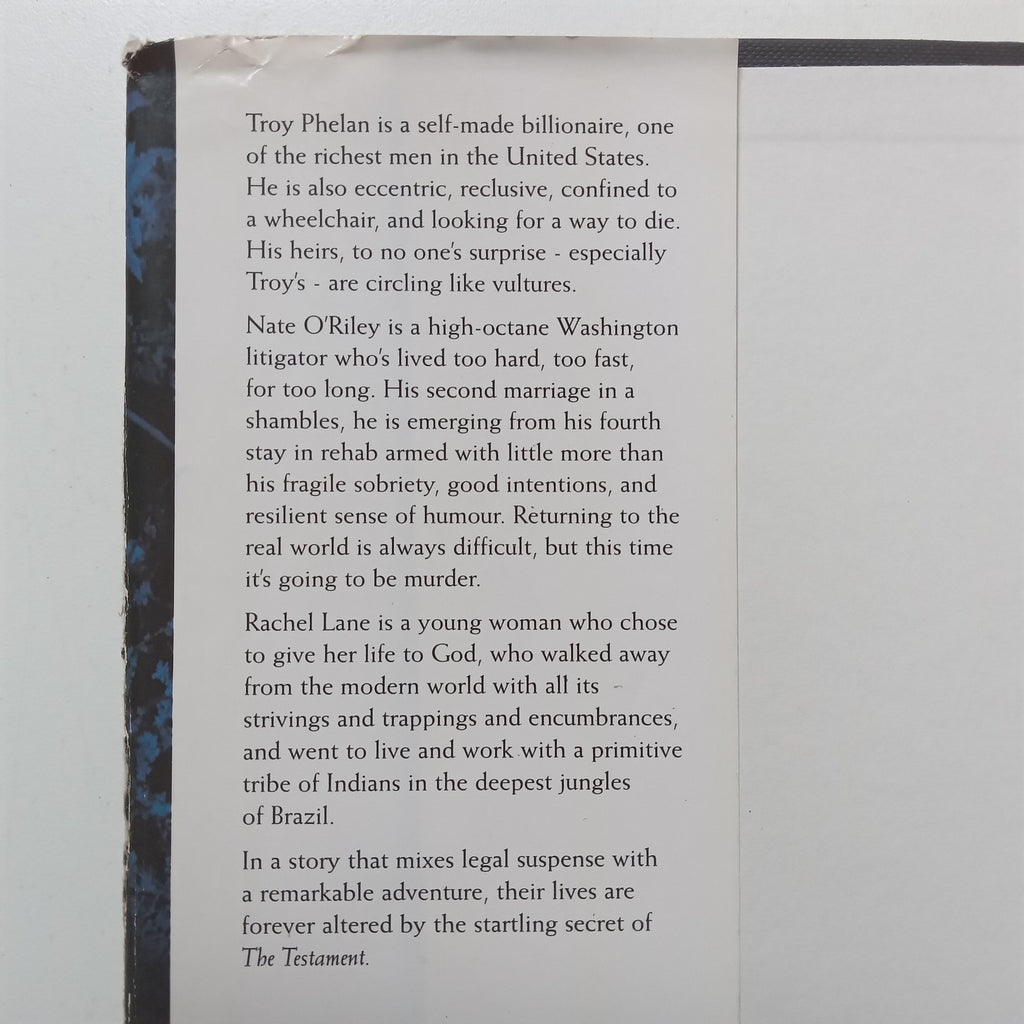 Troy Phelan is a self-made billionaire, one
of the richest men in the United States.
He is also eccentric, reclusive, confined to
a wheelchair, and looking for a way to die.
His heirs, to no one's surprise - especially
Troy's - are circling like vultures.
Nate O'Riley is a high-octane Washington
litigator who's lived too hard, too fast,
for too long. His second marriage in a
shambles, he is emerging from his fourth
stay in rehab armed with little more than
his fragile sobriety, good intentions, and
resilient sense of humour. Returning to the
real world is always difficult, but this time
it's going to be murder.
Rachel Lane is a young woman who chose
to give her life to God, who walked away
from the modern world with all its
strivings and trappings and encumbrances,
and went to live and work with a primitive
tribe of Indians in the deepest jungles
of Brazil.
In a story that mixes legal suspense with
a remarkable adventure, their lives are
forever altered by the startling secret of
The Testament.